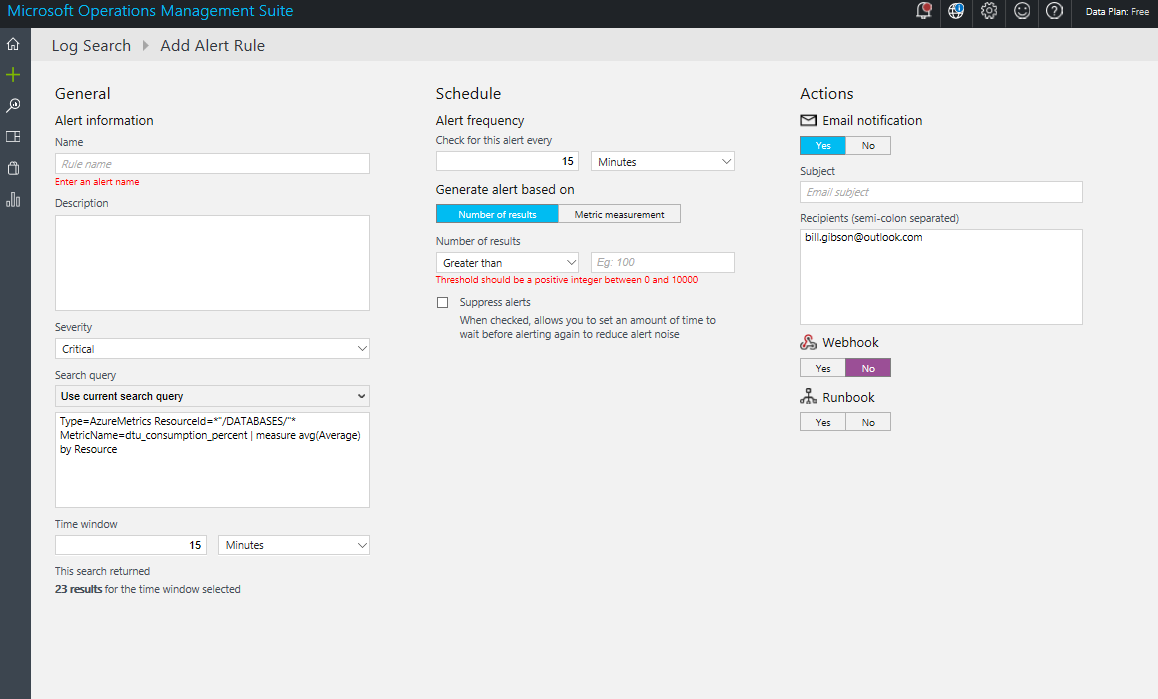 Microsoft Operations Management Suite
Data Plan: Free
Log Search
Add Alert Rule
General
Alert information
Name
Rule name
Enter an alert name
Description
Severity
Critical
Search query
Use current search query
Type=AzureMetrics ResourceId=*"/DATABASES/"*
MetricName=dtu_consumption_percent | measure avg(Average)
by Resource
Time window
15
Minutes
This search returned
23 results for the time window selected
Schedule
Alert frequency
Check for this alert every
15
Minutes
Generate alert based on
Number of results
Metric measurement
Number of results
Greater than
Eg: 100
Threshold should be a positive integer between 0 and 10000
Suppress alerts
When checked, allows you to set an amount of time to
wait before alerting again to reduce alert noise
Actions
Email notification
Yes
No
Subject
Email subject
Recipients (semi-colon separated)
bill.gibson@outlook.com
Webhook
Yes
No
Runbook
Yes
No